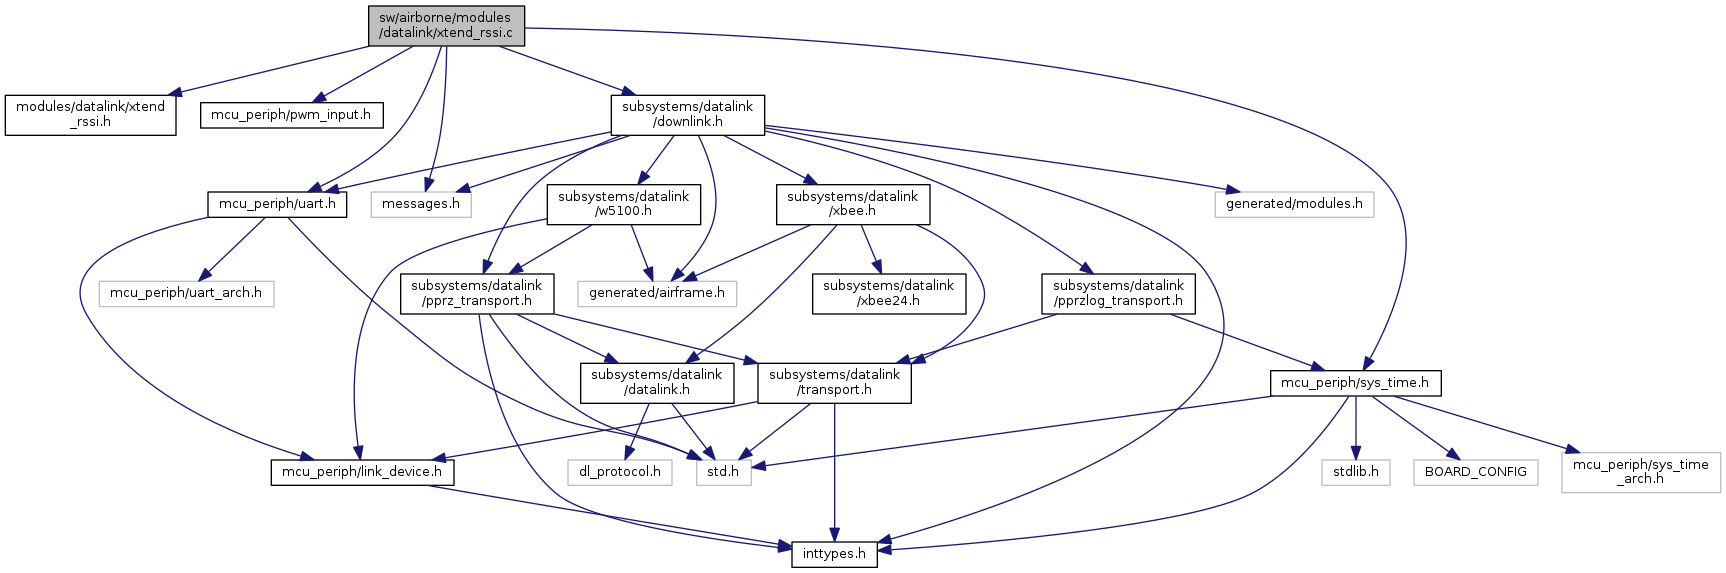 sw/airborne/modules
/datalink/xtend_rssi.c
modules/datalink/xtend
_rssi.h
mcu_periph/pwm_input.h
subsystems/datalink
/downlink.h
mcu_periph/uart.h
messages.h
subsystems/datalink
/w5100.h
subsystems/datalink
/xbee.h
generated/modules.h
mcu_periph/uart_arch.h
subsystems/datalink
/pprz_transport.h
generated/airframe.h
subsystems/datalink
/xbee24.h
subsystems/datalink
/pprzlog_transport.h
subsystems/datalink
/datalink.h
subsystems/datalink
/transport.h
mcu_periph/sys_time.h
mcu_periph/link_device.h
dl_protocol.h
std.h
stdlib.h
BOARD_CONFIG
mcu_periph/sys_time
_arch.h
inttypes.h